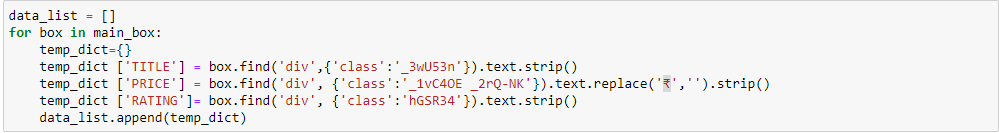 data_list = []
for box in main_box:
    temp_dict={}
    temp_dict ['TITLE'] = box.find('div',{'class':'_3wU53n'}).text.strip()
    temp_dict ['PRICE'] = box.find('div', {'class':'_1vC4OE _2rQ-NK'}).text.replace('₹','').strip()
    temp_dict ['RATING']= box.find('div', {'class':'hGSR34'}).text.strip()
    data_list.append(temp_dict)